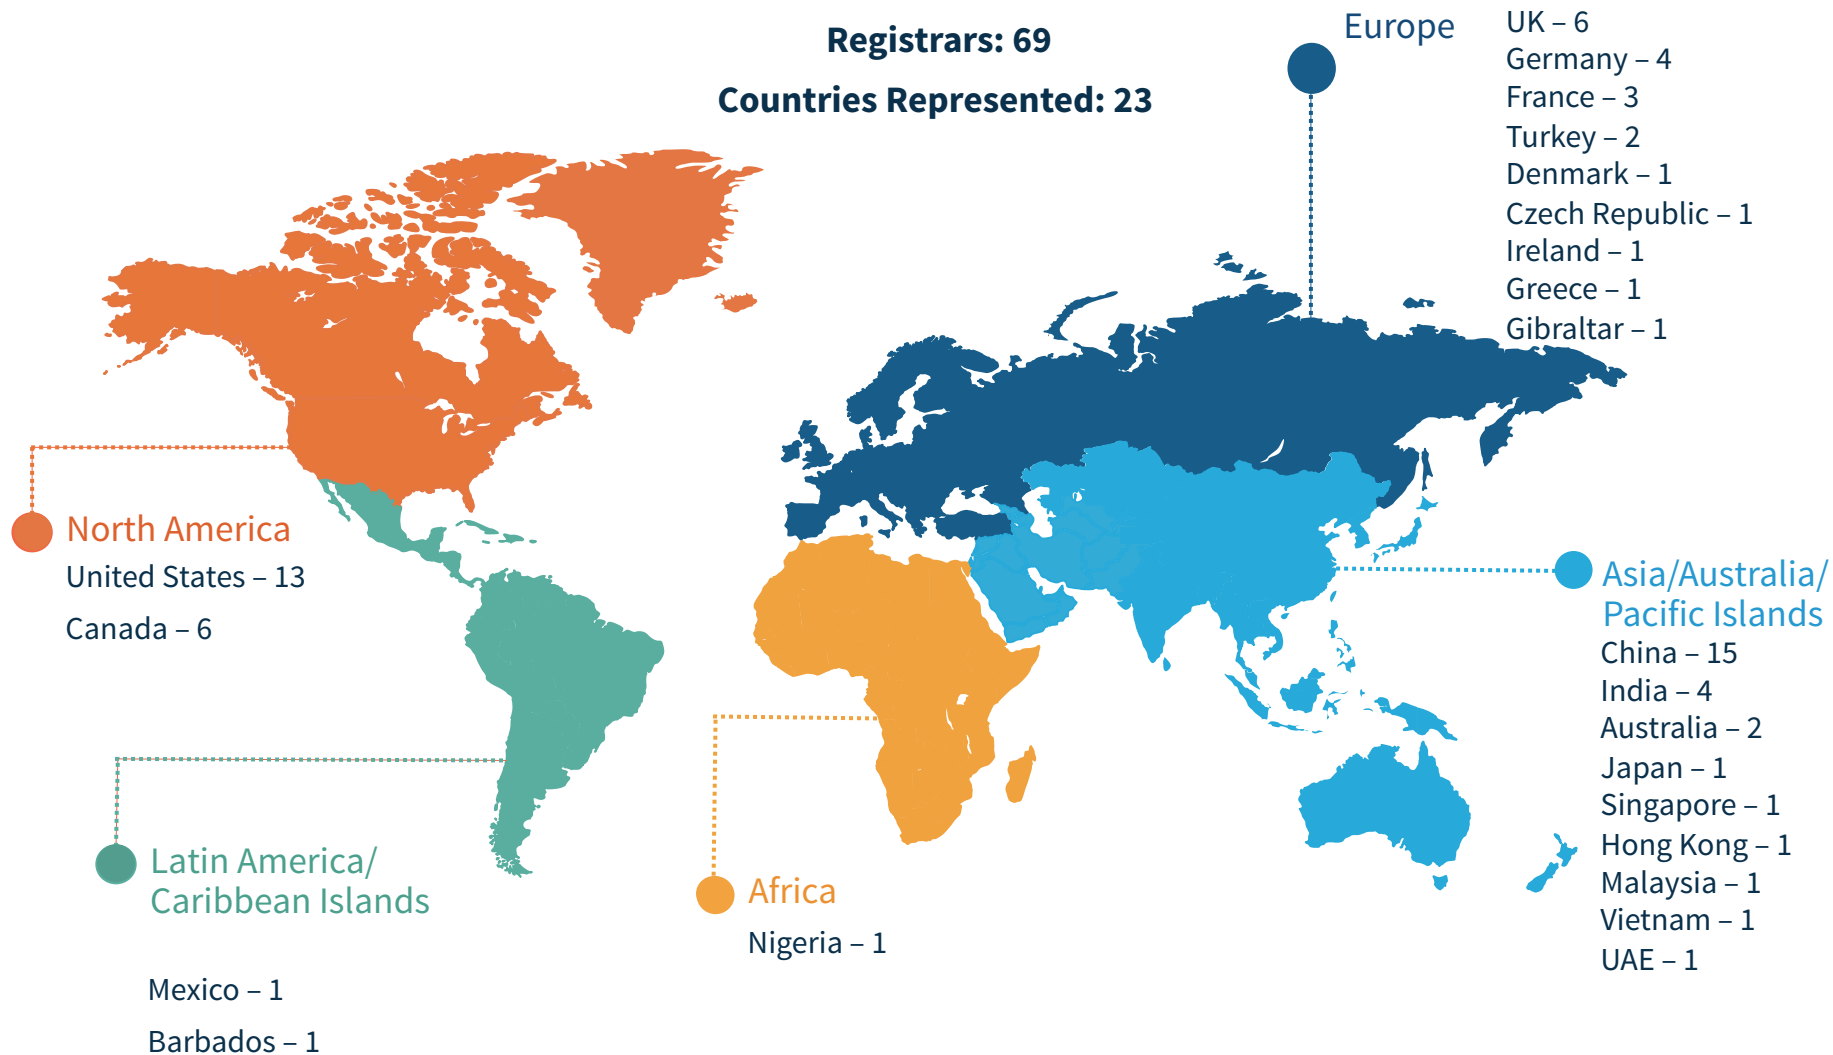 Registrars: 69
Countries Represented: 23
Europe
UK – 6
Germany – 4
France – 3
Turkey – 2
Denmark – 1
Czech Republic – 1
Ireland – 1
Greece – 1
Gibraltar – 1
North America
United States – 13
Canada – 6
Asia/Australia/
Pacific Islands
China – 15
India – 4
Australia – 2
Japan – 1
Singapore – 1
Hong Kong – 1
Malaysia – 1
Vietnam – 1
UAE – 1
Latin America/
Caribbean Islands
Mexico – 1
Barbados – 1
Africa
Nigeria – 1